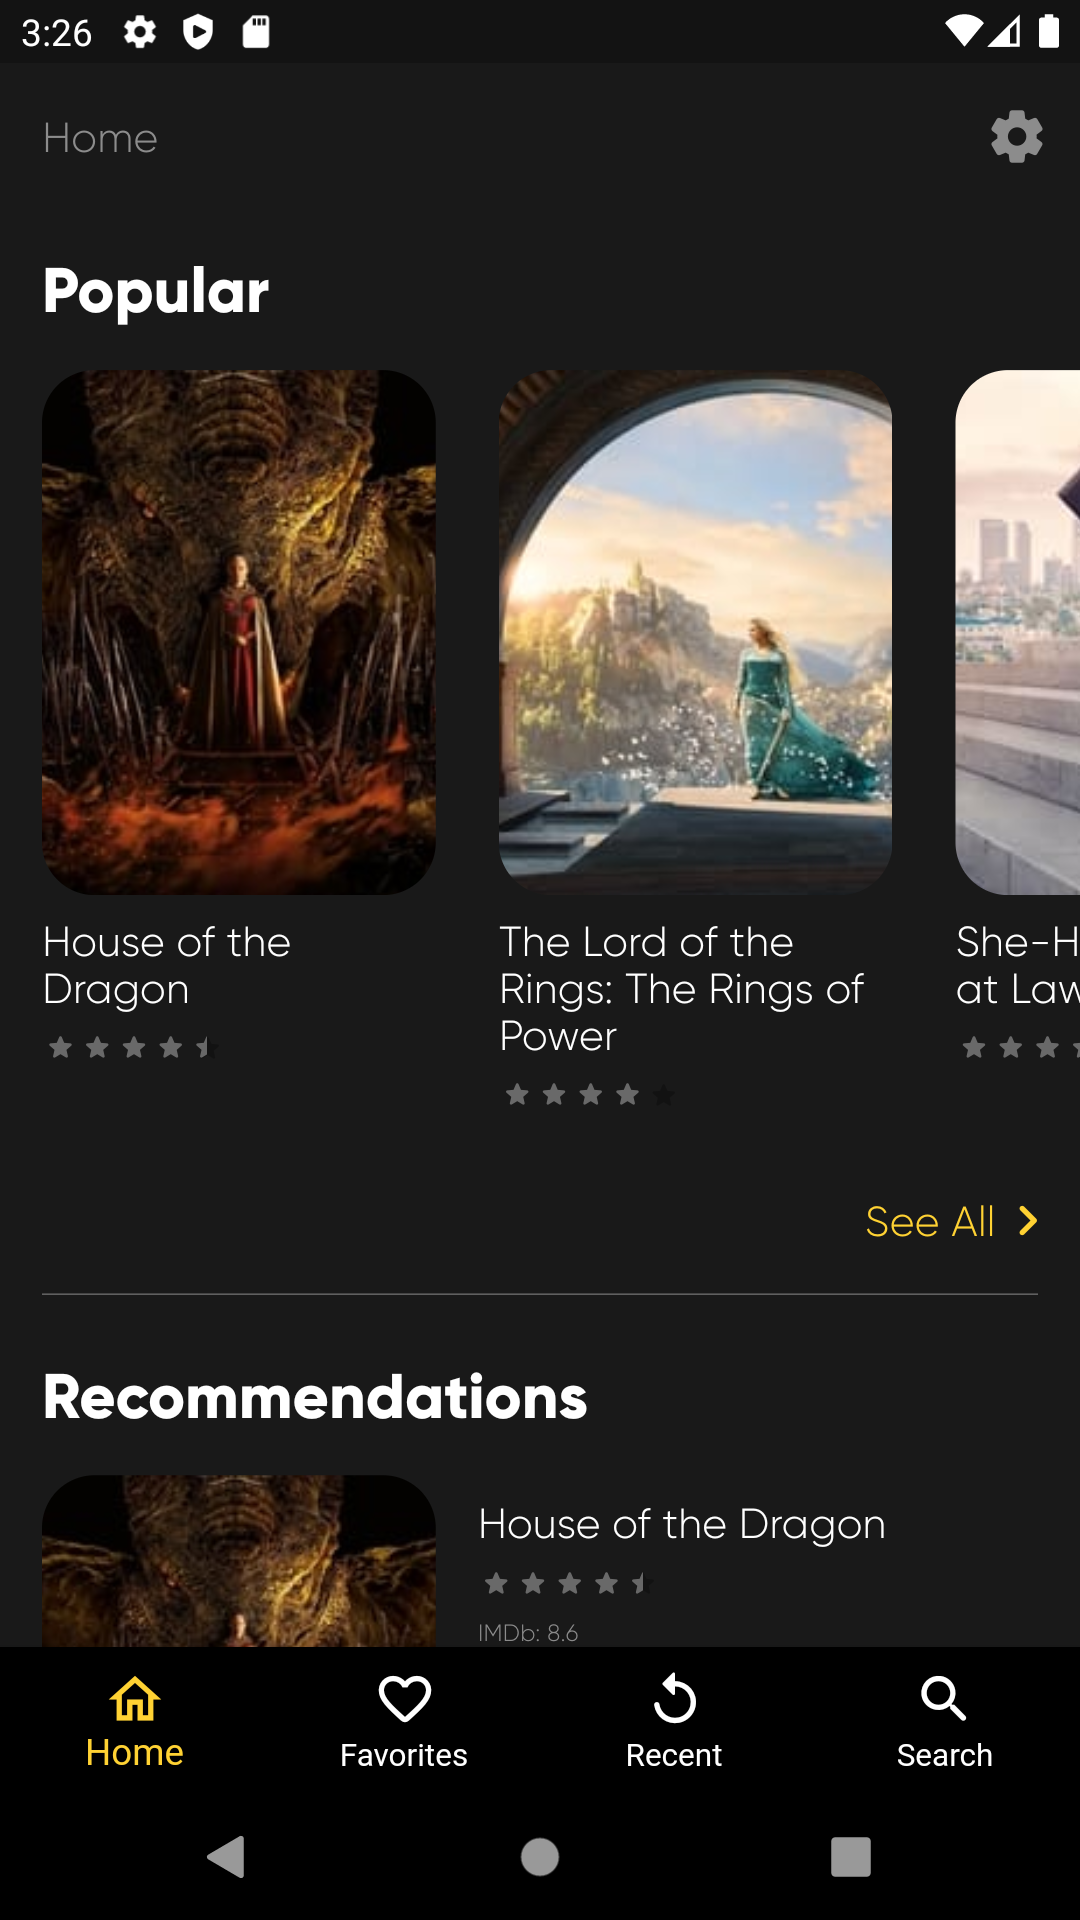 3:26
Home
Popular
House of the
Dragon
The Lord of the
Rings: The Rings of
Power
She-H
at Law
See All
Recommendations
House of the Dragon
IMDb: 8.6
Home
Favorites
Recent
Search